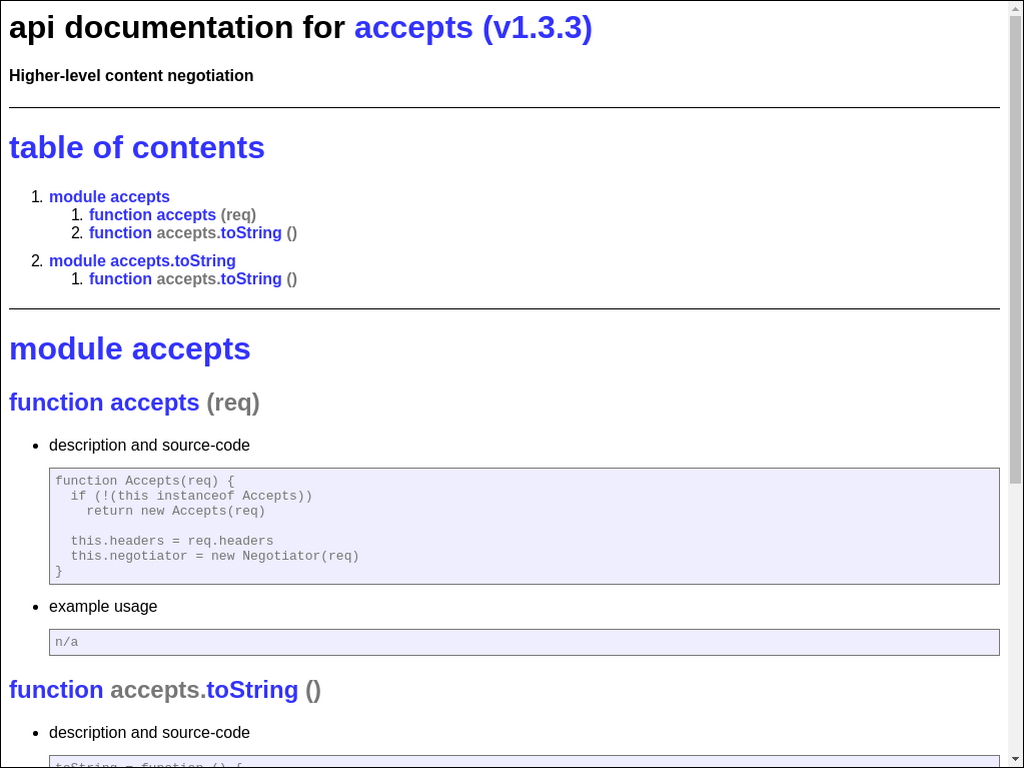 api documentation for accepts (v1.3.3)
Higher-level content negotiation
table of contents
1. module accepts
1. function accepts (req)
2. function accepts.toString ()
2. module accepts.toString
1. function accepts.toString ()
module accepts
function accepts (req)
• description and source-code
function Accepts(req) {
  if (!(this instanceof Accepts))
    return new Accepts(req)
  this.headers = req.headers
  this.negotiator = new Negotiator(req)
}
• example usage
n/a
function accepts.toString ()
• description and source-code
toString = function () {